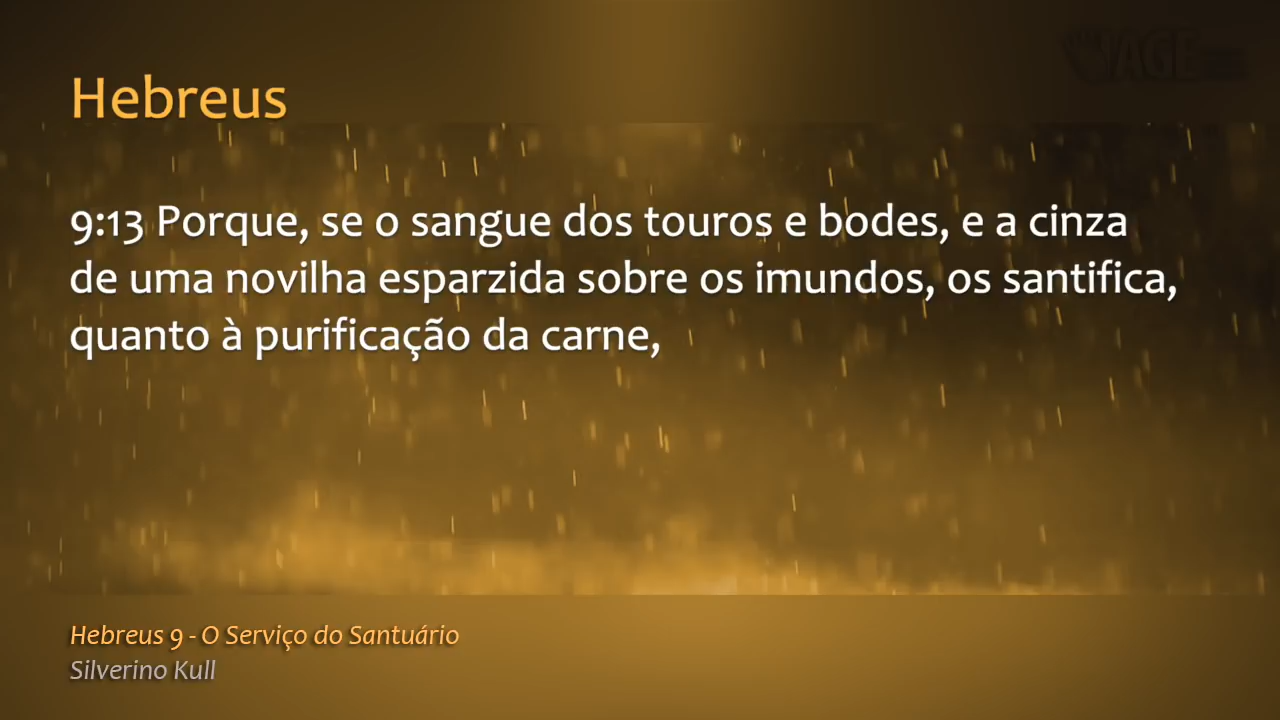 Hebreus
9:13 Porque, se o sangue dos touros e bodes, e a cinza
de uma novilha esparzida sobre os imundos, os santifica,
quanto à purificação da carne,
Hebreus 9 - O Serviço do Santuário
Silverino Kull